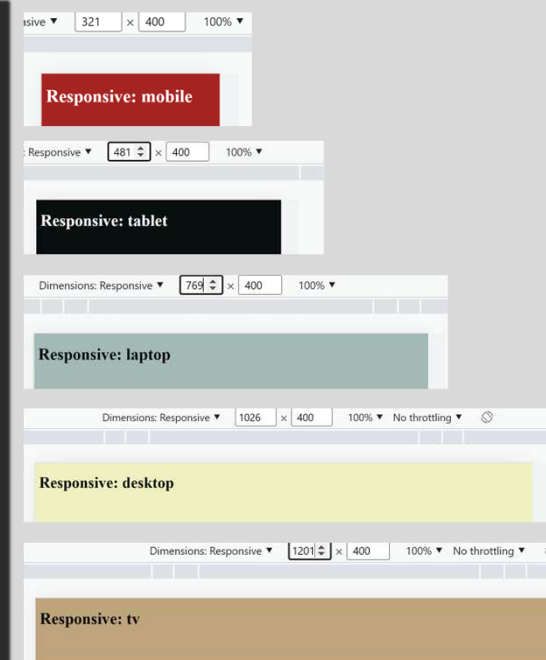 sive ▼ 321 × 400 100% ▼
Responsive: mobile
: Responsive ▼ 481 × 400 100% ▼
Responsive: tablet
Dimensions: Responsive ▼ 769 × 400 100% ▼
Responsive: laptop
Dimensions: Responsive ▼ 1026 × 400 100% ▼ No throttling ▼
Responsive: desktop
Dimensions: Responsive ▼ 1201 × 400 100% ▼ No throttling ▼
Responsive: tv